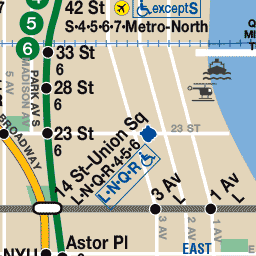 42 St
exceptS
S•4•5•6•7•Metro-North
4
5
6
33 St
6
28 St
6
23 St
6
5 AV
MADISON AV
PARK AV S
BROADWAY
23 ST
14 St-Union Sq
L•N•Q•R•4•5•6
L•N•Q•R
3 Av
L
1 Av
L
Astor Pl
6
NYU
EAST